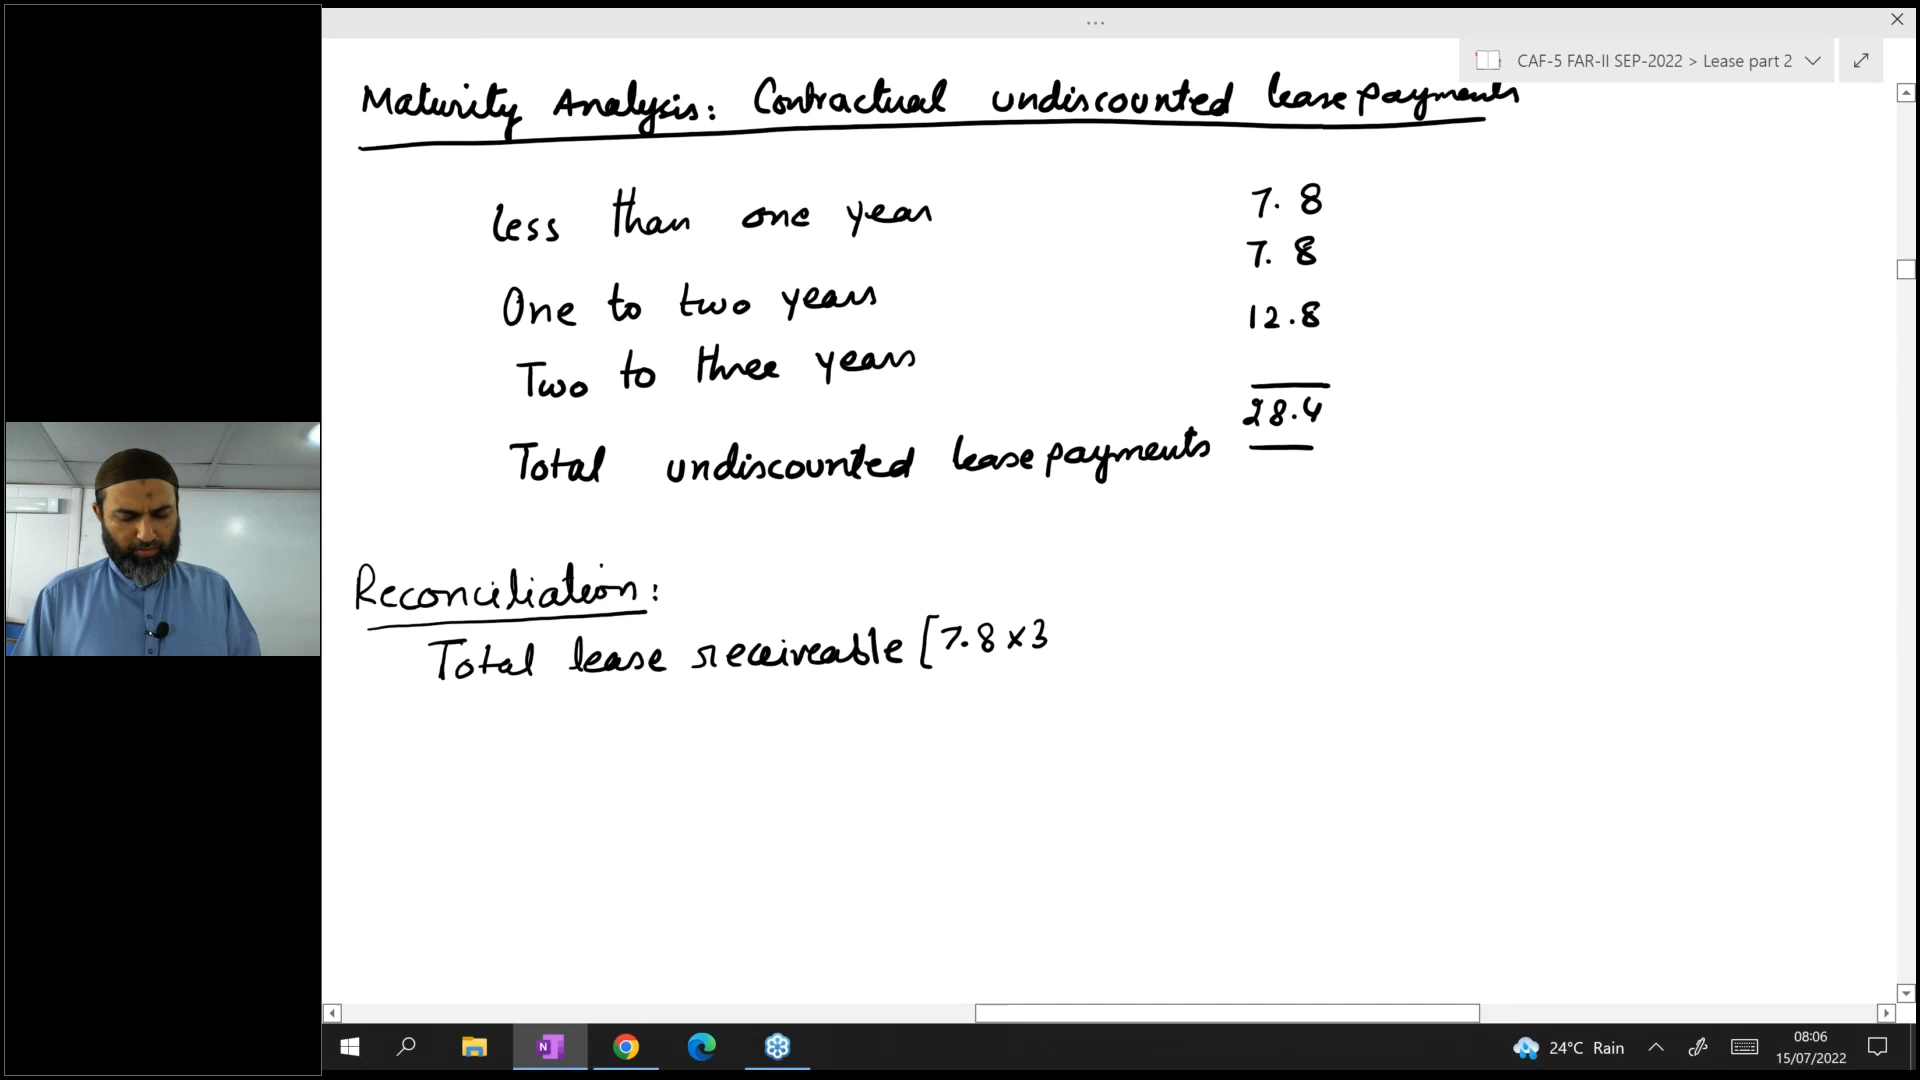 CAF-5 FAR-II SEP-2022 > Lease part 2
Maturity Analysis: Contractual undiscounted lease payments
less than one year 7.8
One to two years 7.8
Two to three years 12.8
Total undiscounted lease payments 28.4
Reconciliation:
Total lease receiveable [7.8 x 3
24°C Rain
08:06
15/07/2022